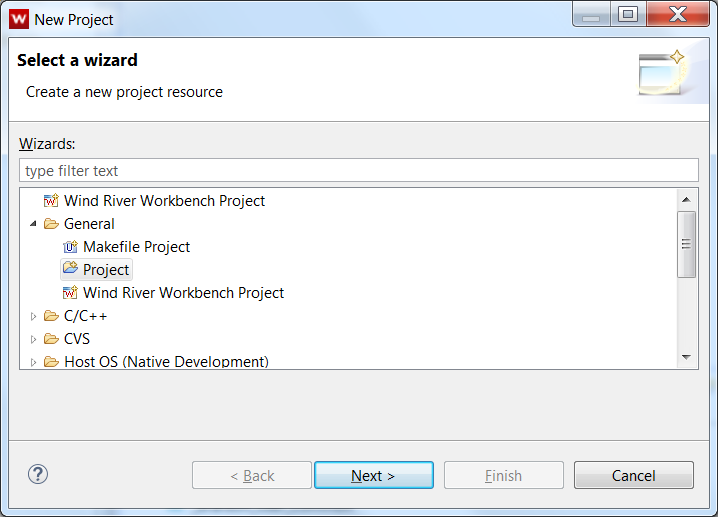 New Project
Select a wizard
Create a new project resource
Wizards:
type filter text
Wind River Workbench Project
General
Makefile Project
Project
Wind River Workbench Project
C/C++
CVS
Host OS (Native Development)
< Back Next > Finish Cancel